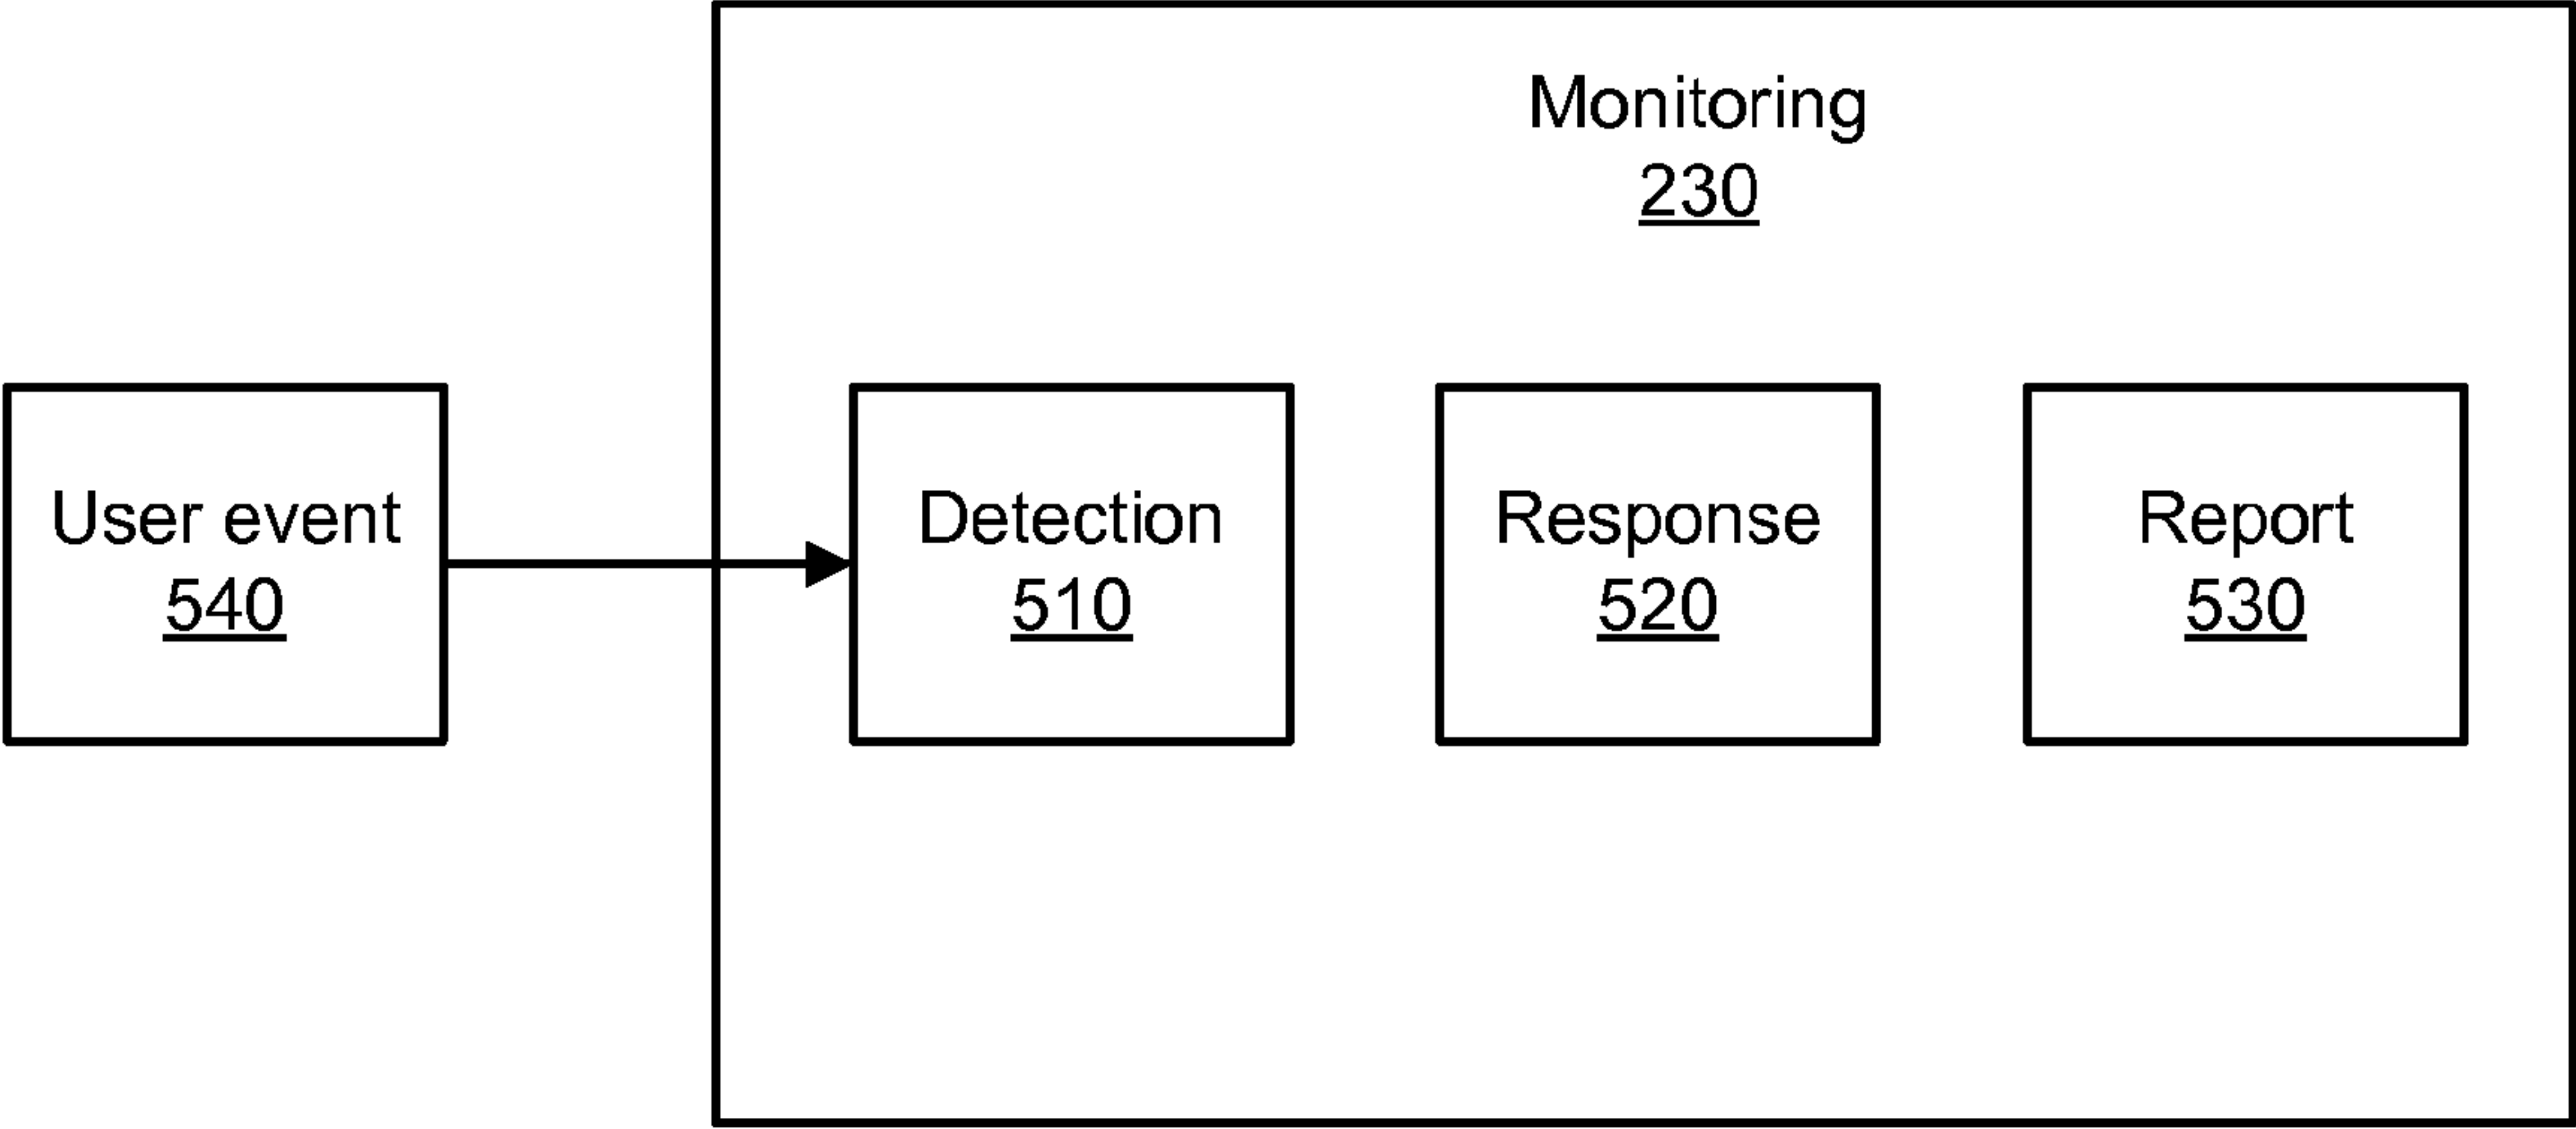 Monitoring
230
User event
540
Detection
510
Response
520
Report
530